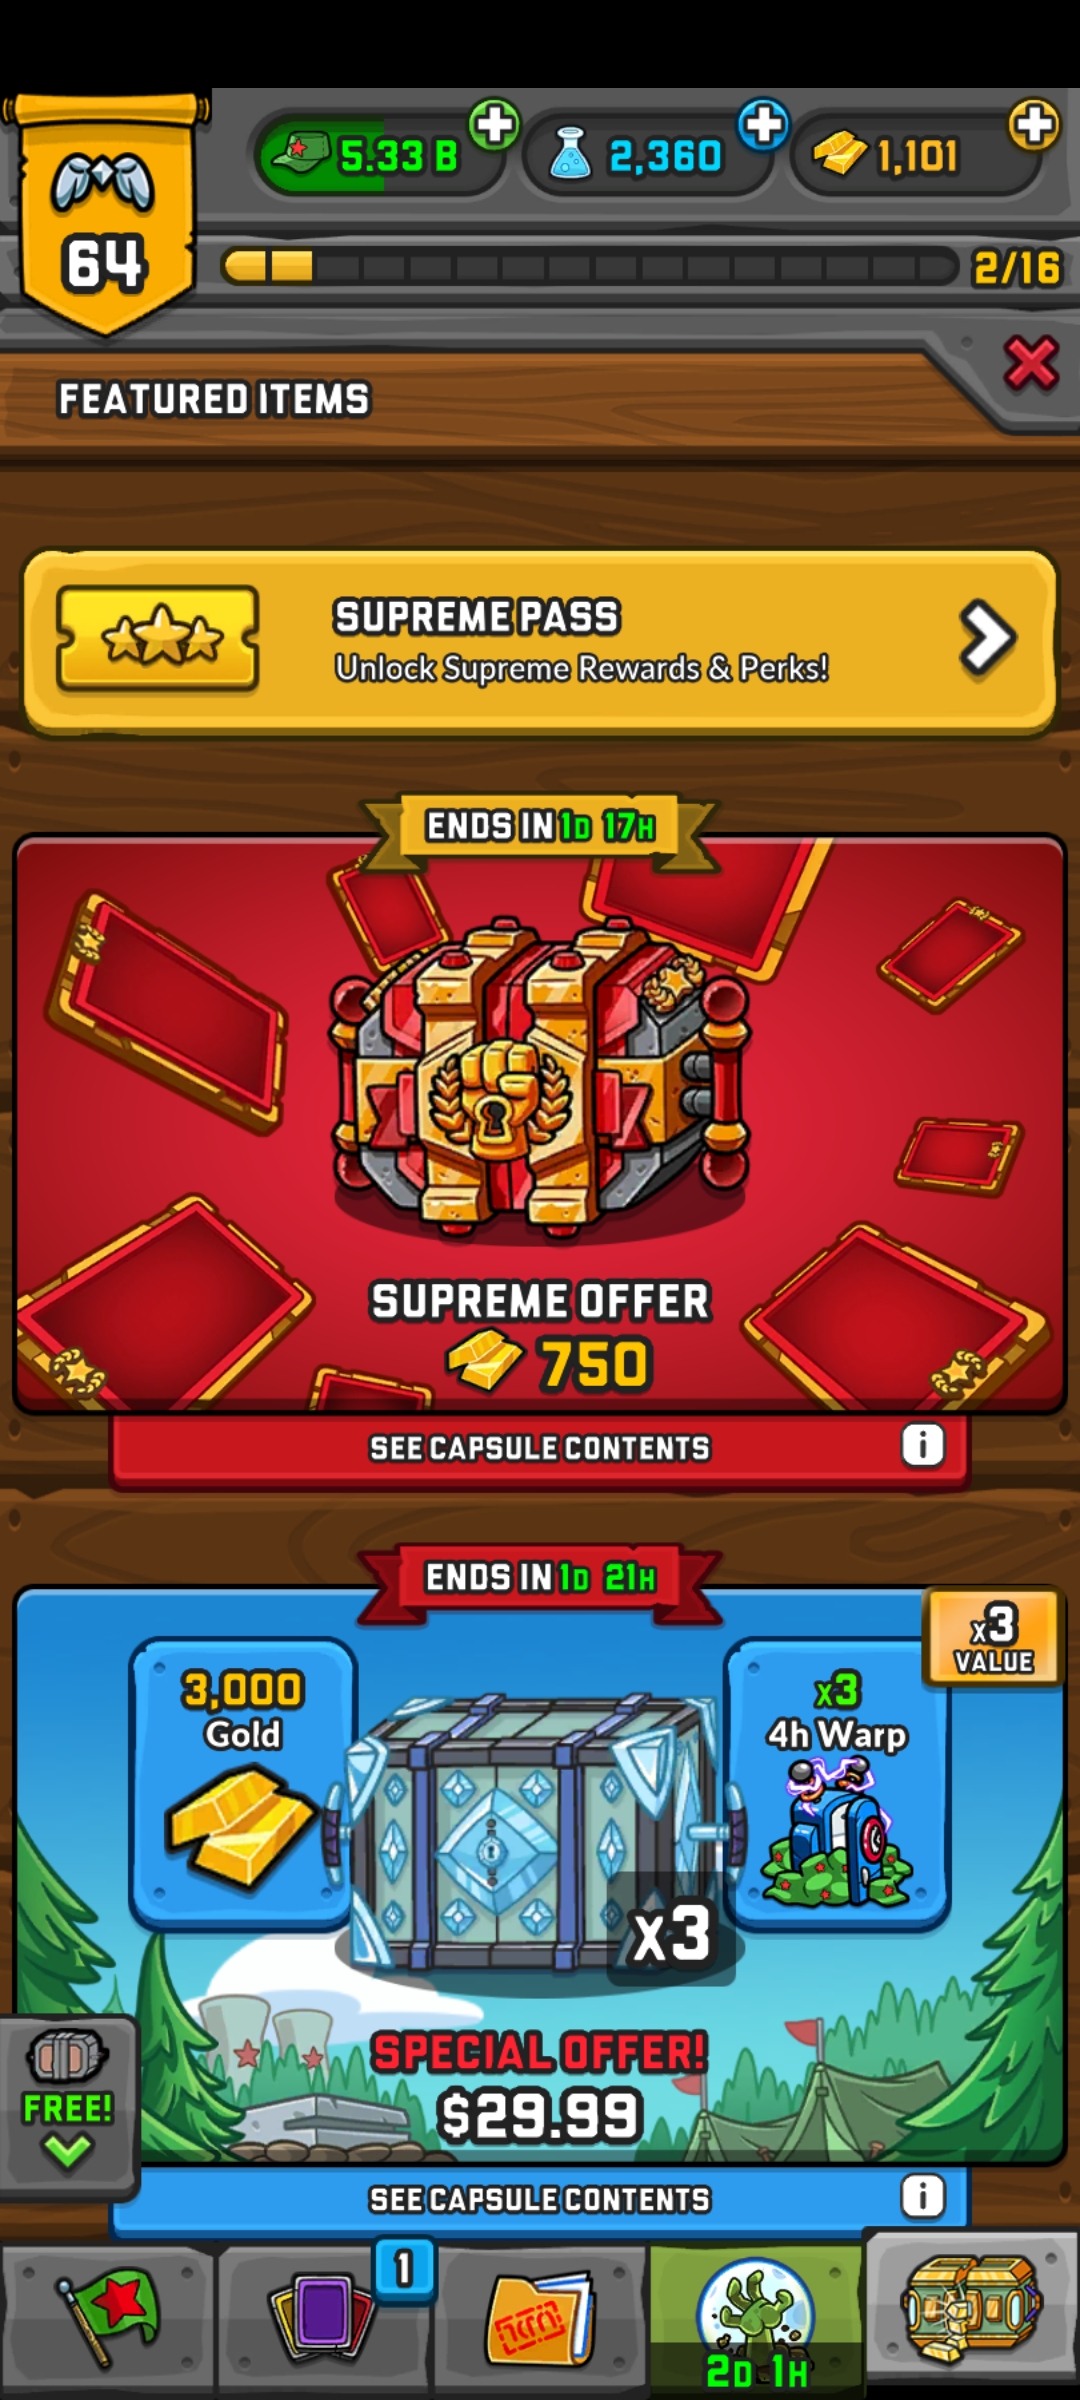 5.33 B
2,360
1,101
64
2/16
FEATURED ITEMS
SUPREME PASS
Unlock Supreme Rewards & Perks!
ENDS IN 1D 17H
SUPREME OFFER
750
SEE CAPSULE CONTENTS
i
ENDS IN 1D 21H
x3
VALUE
3,000
Gold
x3
4h Warp
x3
SPECIAL OFFER!
$29.99
FREE!
SEE CAPSULE CONTENTS
i
1
2D 1H